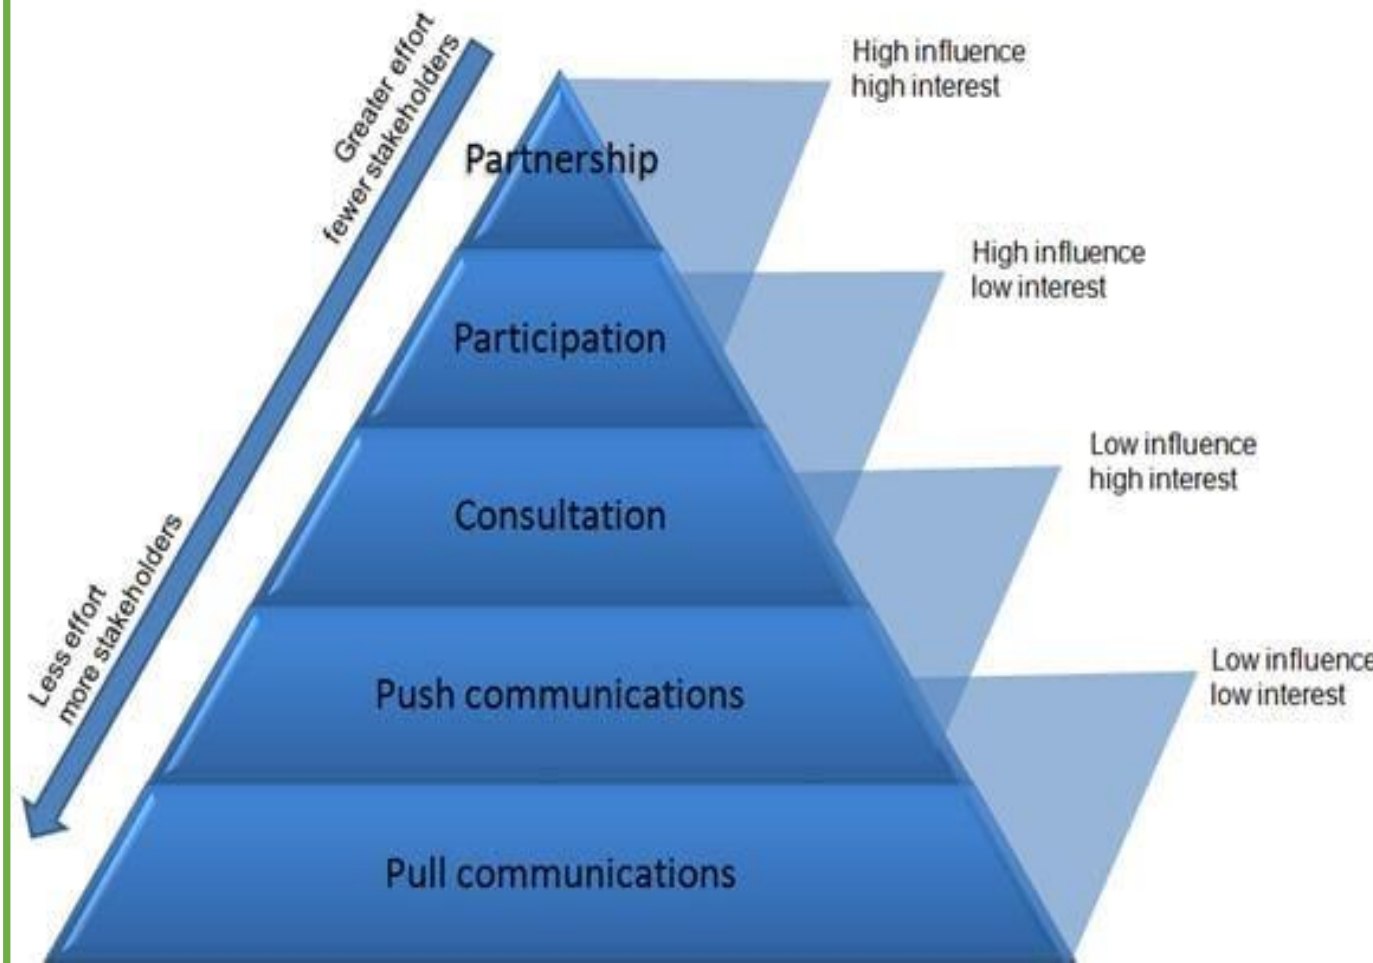 Greater effort
fewer stakeholders
High influence
high interest
Partnership
High influence
low interest
Participation
Low influence
high interest
Consultation
Less effort
more stakeholders
Low influence
low interest
Push communications
Pull communications